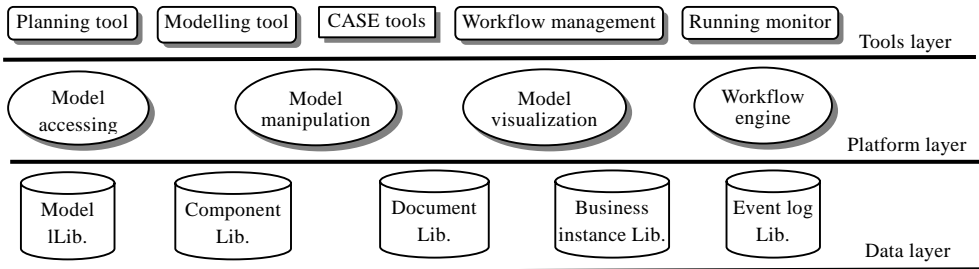 Planning tool
Modelling tool
CASE tools
Workflow management
Running monitor
Tools layer
Model
accessing
Model
manipulation
Model
visualization
Workflow
engine
Platform layer
Model
lLib.
Component
Lib.
Document
Lib.
Business
instance Lib.
Event log
Lib.
Data layer